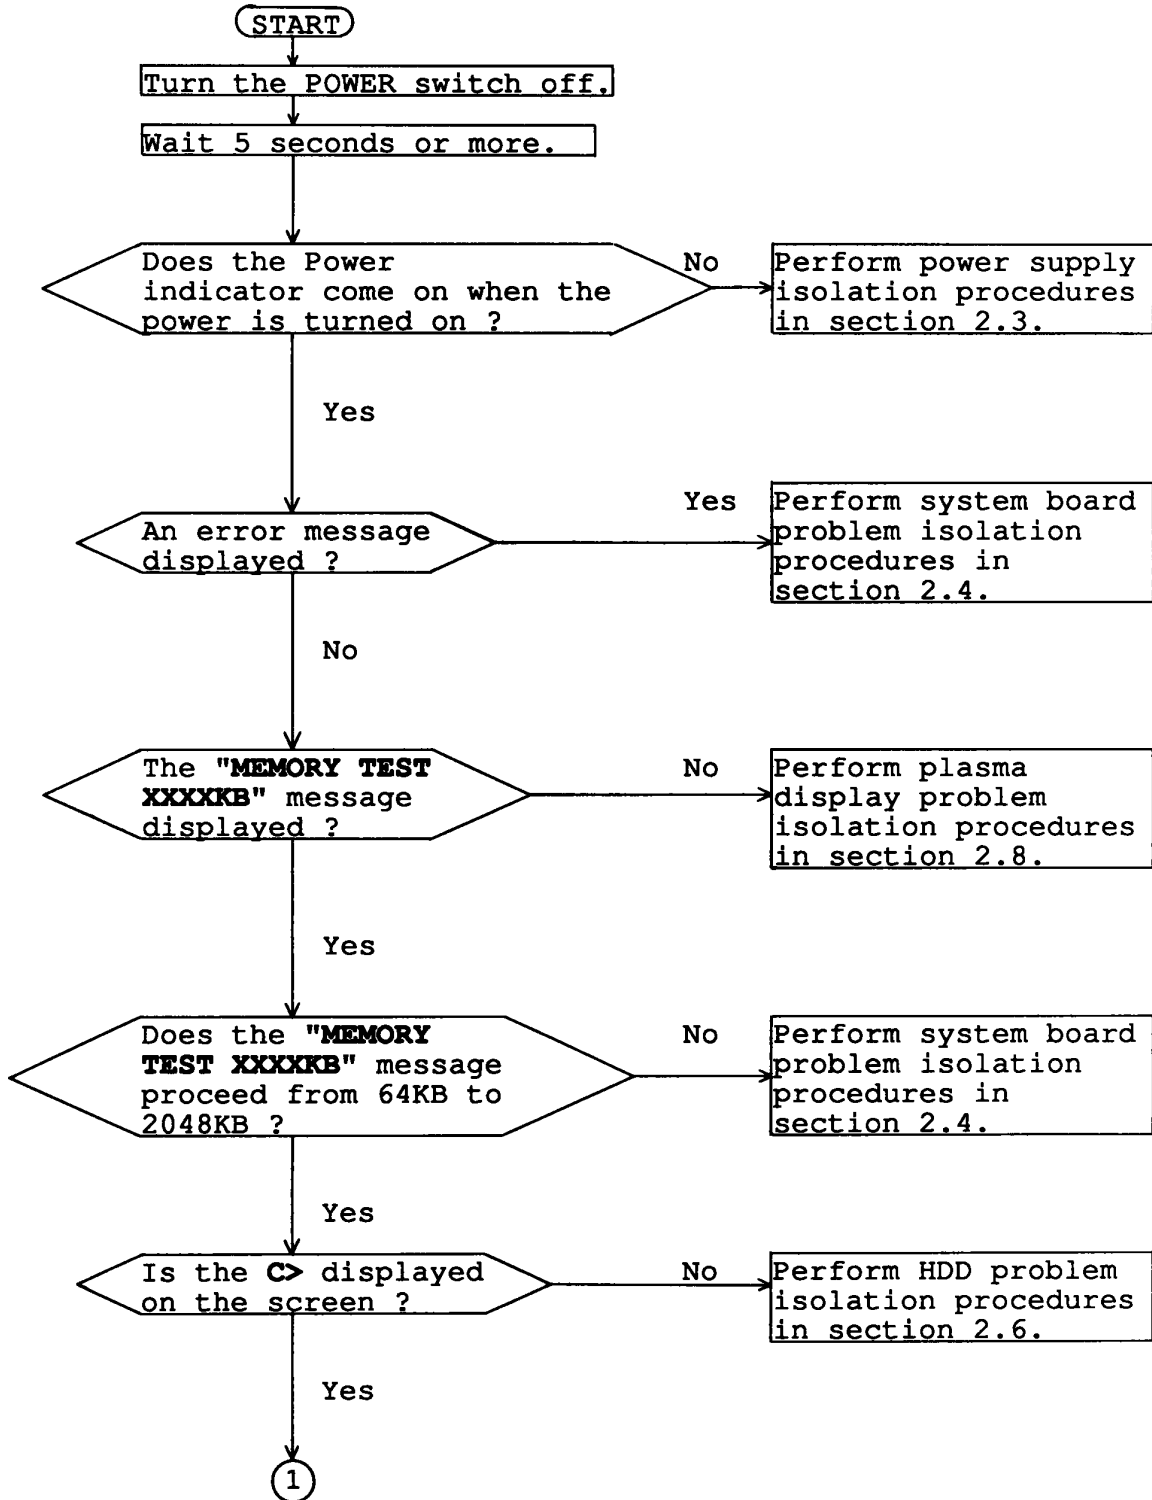 START
Turn the POWER switch off.
Wait 5 seconds or more.
Does the Power
indicator come on when the
power is turned on ?
No
Perform power supply
isolation procedures
in section 2.3.
Yes
An error message
displayed ?
Yes
Perform system board
problem isolation
procedures in
section 2.4.
No
The "MEMORY TEST
XXXXKB" message
displayed ?
No
Perform plasma
display problem
isolation procedures
in section 2.8.
Yes
Does the "MEMORY
TEST XXXXKB" message
proceed from 64KB to
2048KB ?
No
Perform system board
problem isolation
procedures in
section 2.4.
Yes
Is the C> displayed
on the screen ?
No
Perform HDD problem
isolation procedures
in section 2.6.
Yes
1